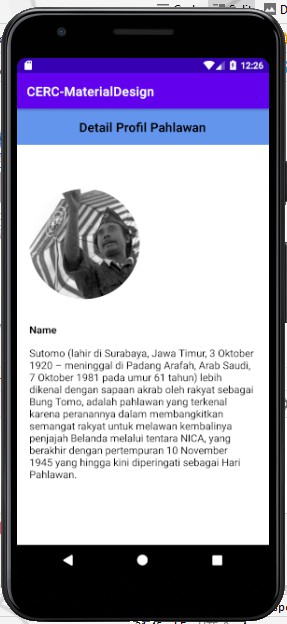 12:26
CERC-MaterialDesign
Detail Profil Pahlawan
Name
Sutomo (lahir di Surabaya, Jawa Timur, 3 Oktober
1920 – meninggal di Padang Arafah, Arab Saudi,
7 Oktober 1981 pada umur 61 tahun) lebih
dikenal dengan sapaan akrab oleh rakyat sebagai
Bung Tomo, adalah pahlawan yang terkenal
karena peranannya dalam membangkitkan
semangat rakyat untuk melawan kembalinya
penjajah Belanda melalui tentara NICA, yang
berakhir dengan pertempuran 10 November
1945 yang hingga kini diperingati sebagai Hari
Pahlawan.